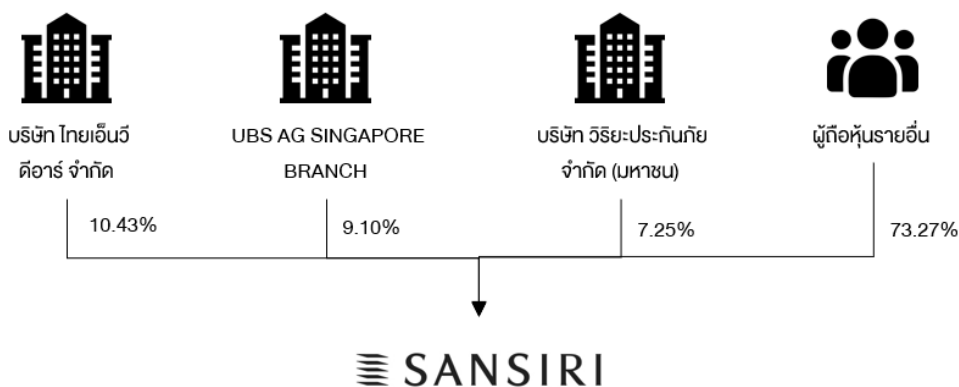 บริษัท ไทยเอ็นวี
ดีอาร์ จำกัด
10.43%
UBS AG SINGAPORE
BRANCH
9.10%
บริษัท วิริยะประกันภัย
จำกัด (มหาชน)
7.25%
ผู้ถือหุ้นรายอื่น
73.27%
SANSIRI